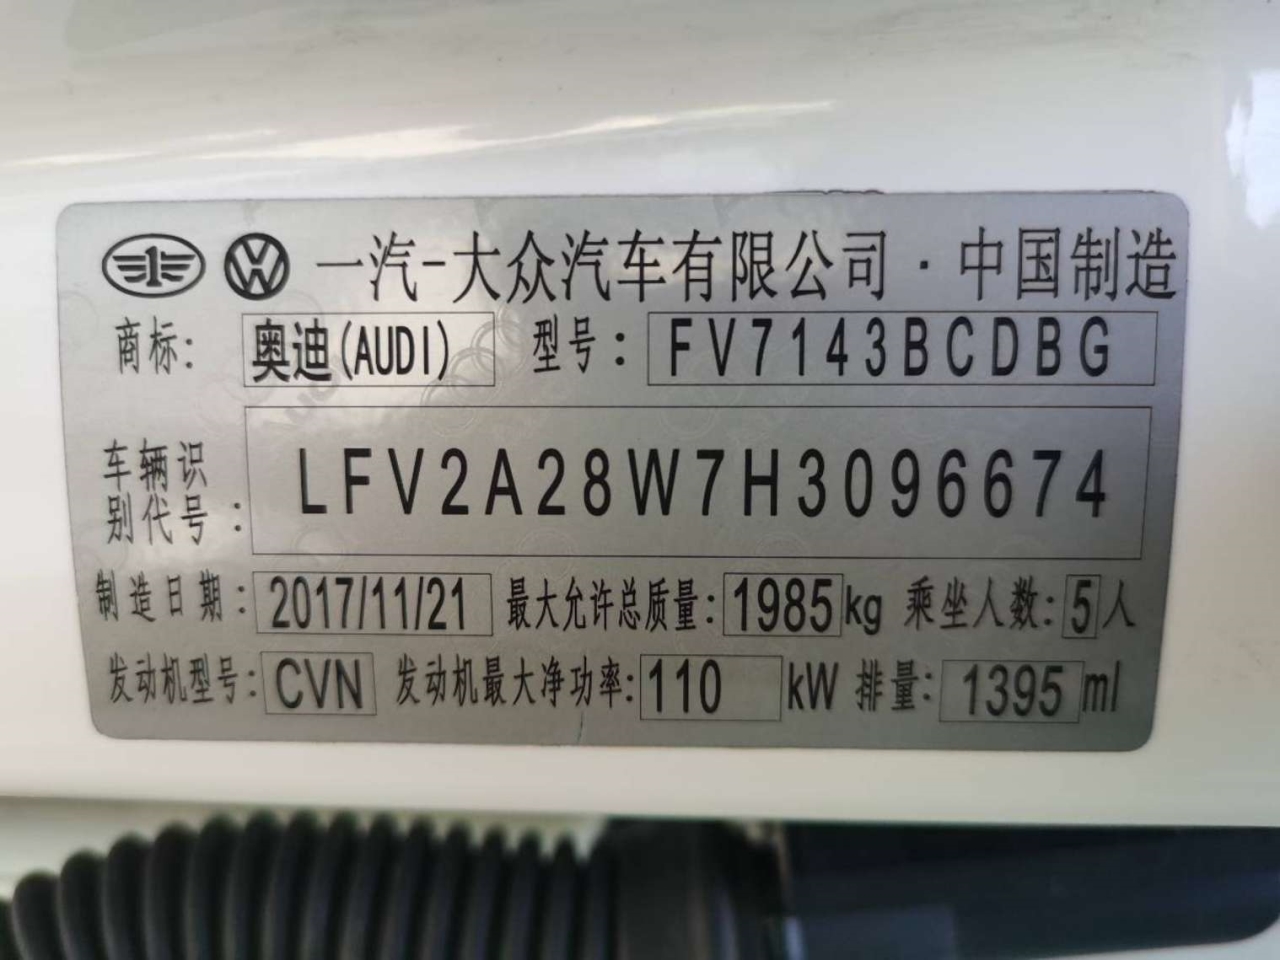 一汽-大众汽车有限公司·中国制造
商标: 奥迪(AUDI) 型号: FV7143BCDBG
车辆识
别代号: LFV2A28W7H3096674
制造日期: 2017/11/21 最大允许总质量: 1985 kg 乘坐人数: 5 人
发动机型号: CVN 发动机最大净功率: 110 kW 排量: 1395 ml